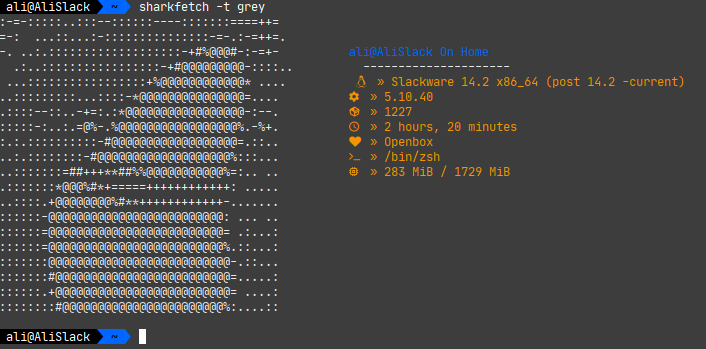 ali@AliSlack ~ sharkfetch -t grey
ali@AliSlack On Home
---------------------
» Slackware 14.2 x86_64 (post 14.2 -current)
» 5.10.40
» 1227
» 2 hours, 20 minutes
» Openbox
» /bin/zsh
» 283 MiB / 1729 MiB
ali@AliSlack ~